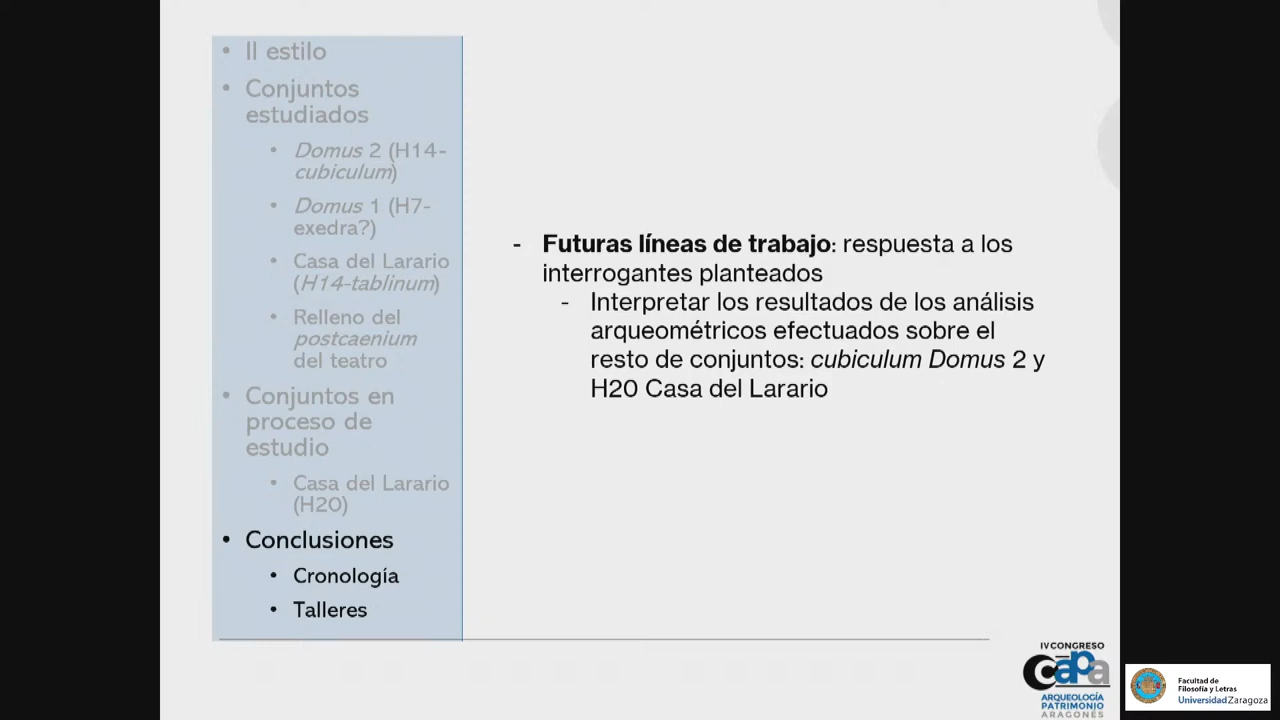 • II estilo
• Conjuntos
estudiados
• Domus 2 (H14-
cubiculum)
• Domus 1 (H7-
exedra?)
• Casa del Larario
(H14-tablinum)
• Relleno del
postcaenium
del teatro
• Conjuntos en
proceso de
estudio
• Casa del Larario
(H20)
• Conclusiones
• Cronología
• Talleres
- Futuras líneas de trabajo: respuesta a los
interrogantes planteados
- Interpretar los resultados de los análisis
arqueométricos efectuados sobre el
resto de conjuntos: cubiculum Domus 2 y
H20 Casa del Larario
IV CONGRESO
capa
ARQUEOLOGÍA
PATRIMONIO
ARAGONÉS
Facultad de
Filosofía y Letras
Universidad Zaragoza